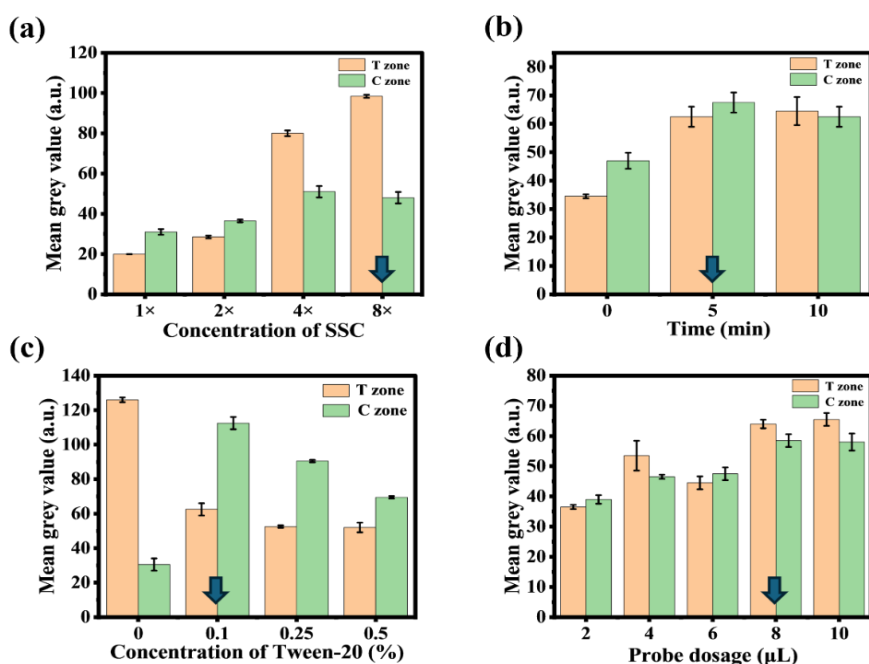 (a)
Mean grey value (a.u.)
120
100
80
60
40
20
0
T zone
C zone
1× 2× 4× 8×
Concentration of SSC
(b)
Mean grey value (a.u.)
80
70
60
50
40
30
20
10
0
T zone
C zone
0 5 10
Time (min)
(c)
Mean grey value (a.u.)
140
120
100
80
60
40
20
0
T zone
C zone
0 0.1 0.25 0.5
Concentration of Tween-20 (%)
(d)
Mean grey value (a.u.)
80
70
60
50
40
30
20
10
0
T zone
C zone
2 4 6 8 10
Probe dosage (μL)